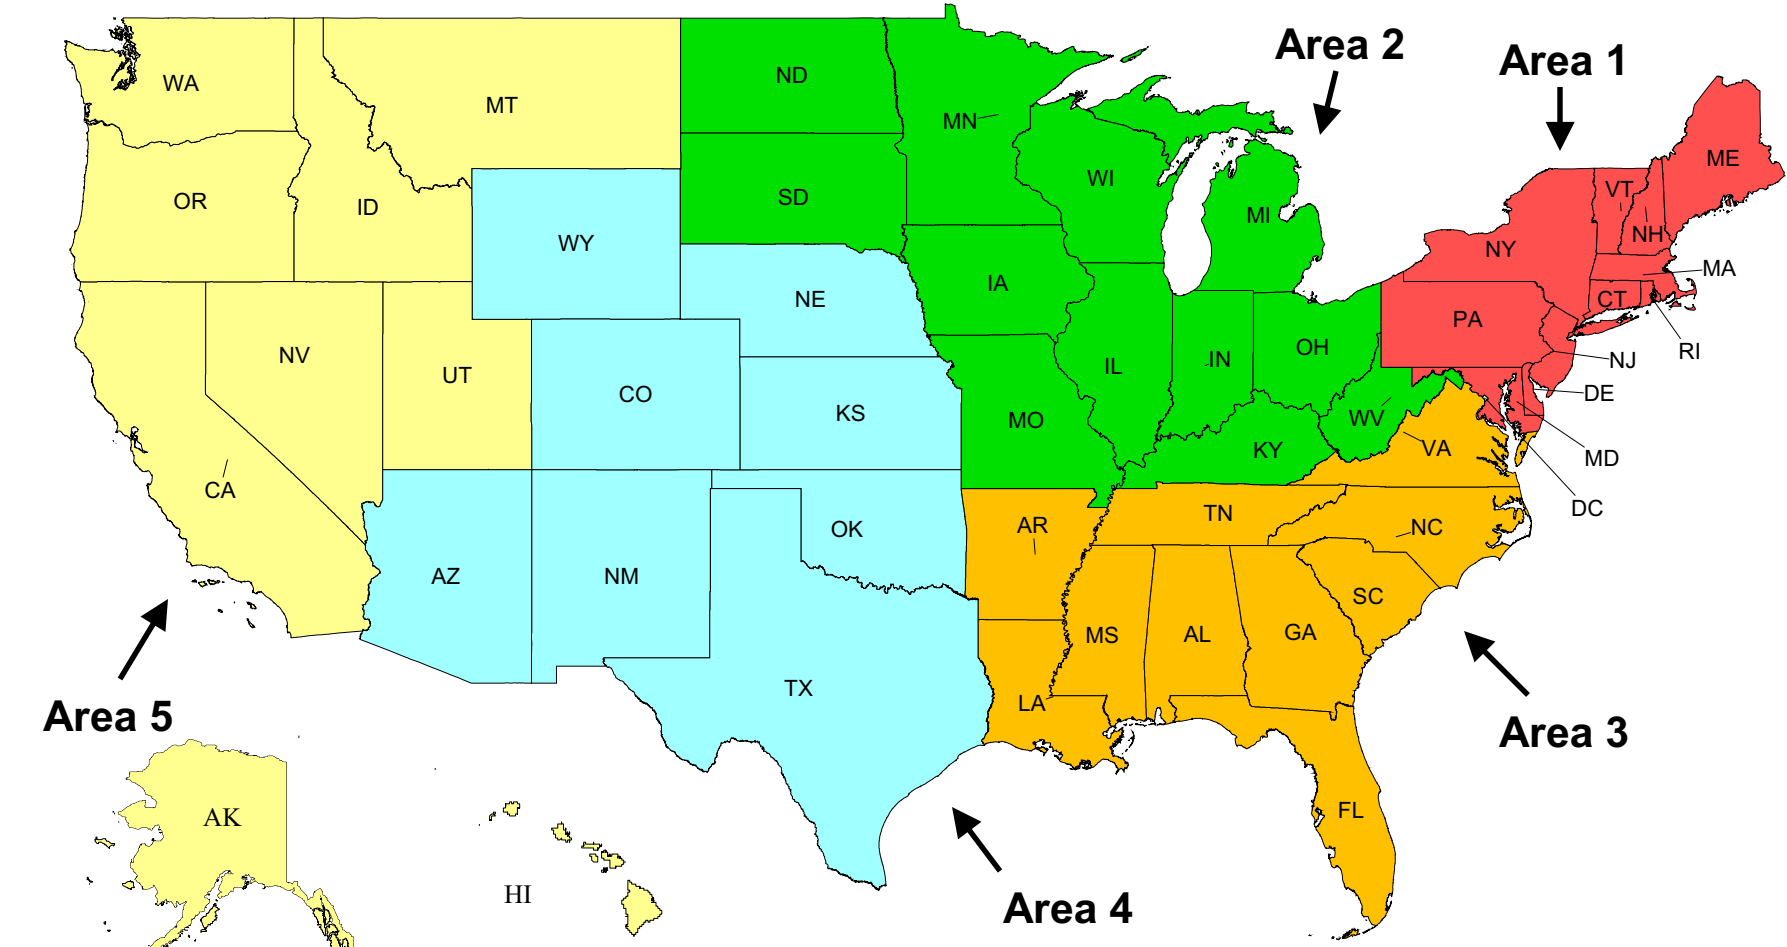 Area 2
Area 1
WA
MT
ND
MN
ME
OR
ID
SD
WI
MI
VT
NH
NY
WY
MA
NE
IA
CT
PA
RI
NV
UT
CO
KS
IL
IN
OH
NJ
DE
MO
KY
WV
VA
MD
CA
DC
AR
TN
NC
OK
AZ
NM
SC
MS
AL
GA
TX
LA
Area 5
Area 3
AK
FL
HI
Area 4